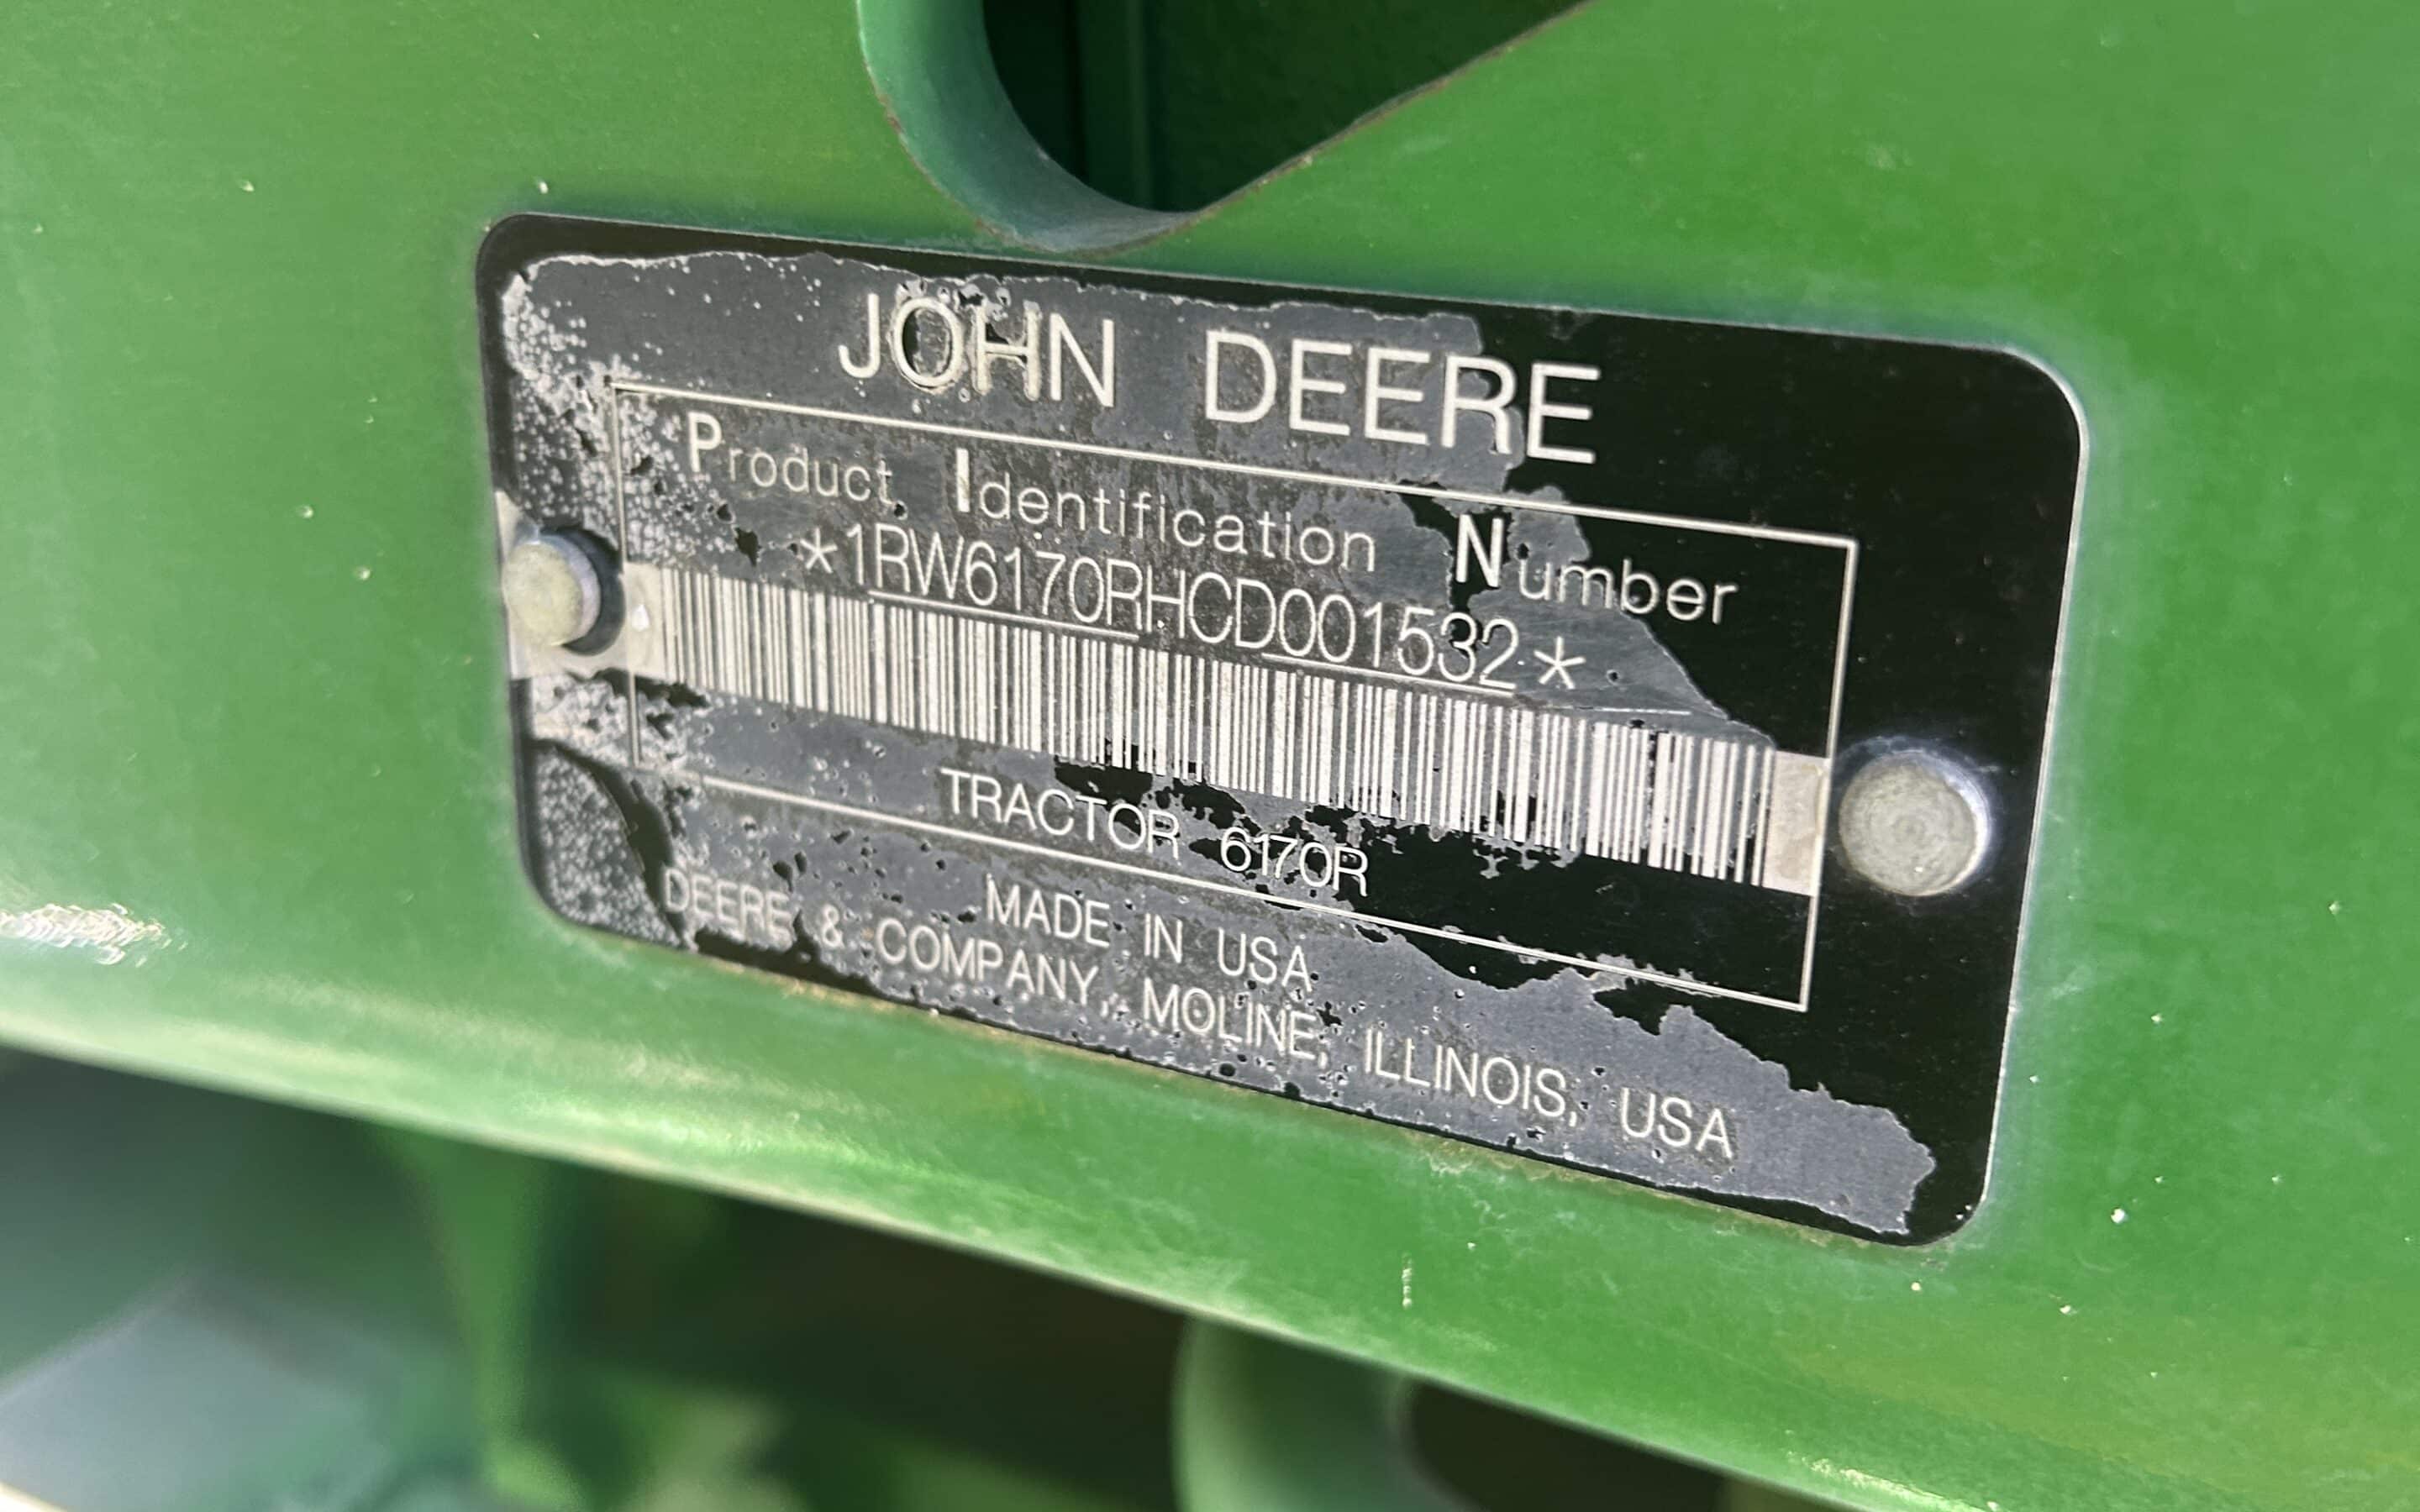 JOHN DEERE
Product Identification Number
*1RW6170RHCD001532*
TRACTOR 6170R
MADE IN USA
DEERE & COMPANY, MOLINE, ILLINOIS, USA